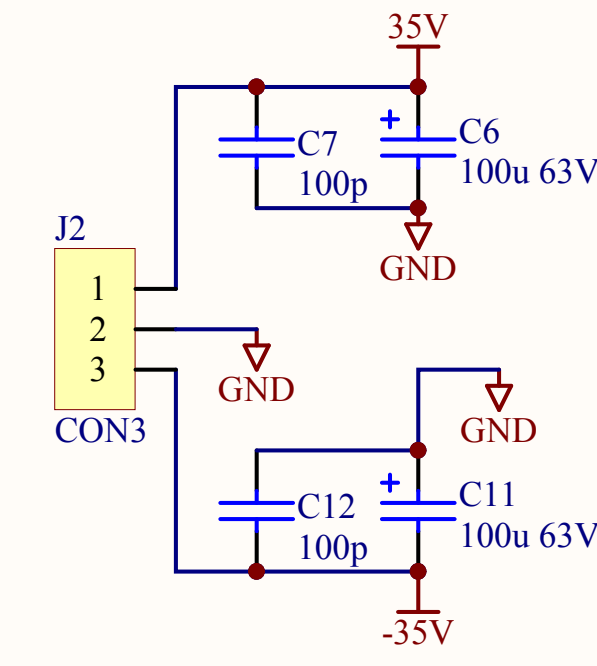 35V
+
C6
C7
100u 63V
100p
J2
GND
1
2
3
GND
GND
CON3
+
C11
C12
100u 63V
100p
-35V